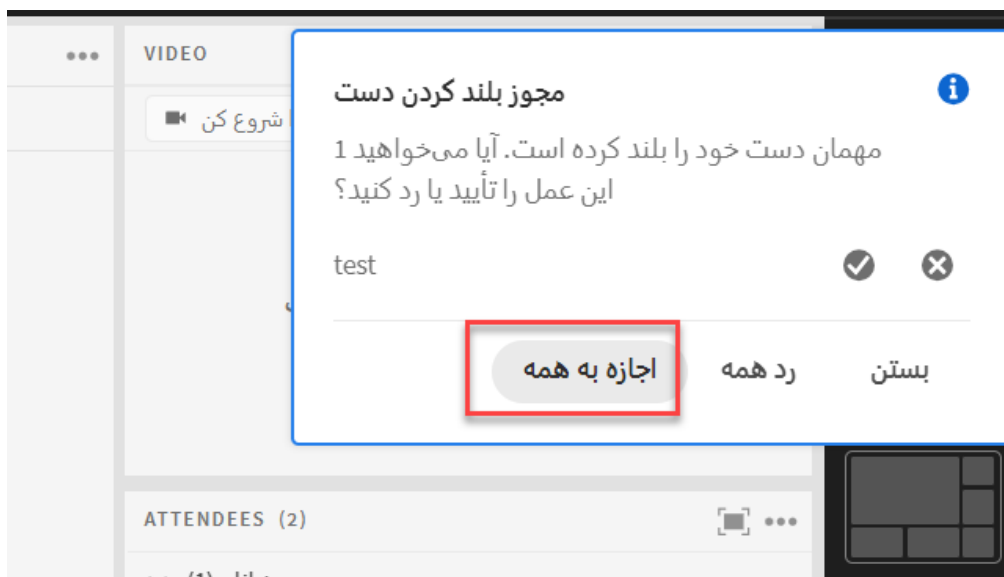 VIDEO
شروع کن
مجوز بلند کردن دست
مهمان دست خود را بلند کرده است. آیا می‌خواهید 1
این عمل را تأیید یا رد کنید؟
test
اجازه به همه
رد همه
بستن
ATTENDEES (2)